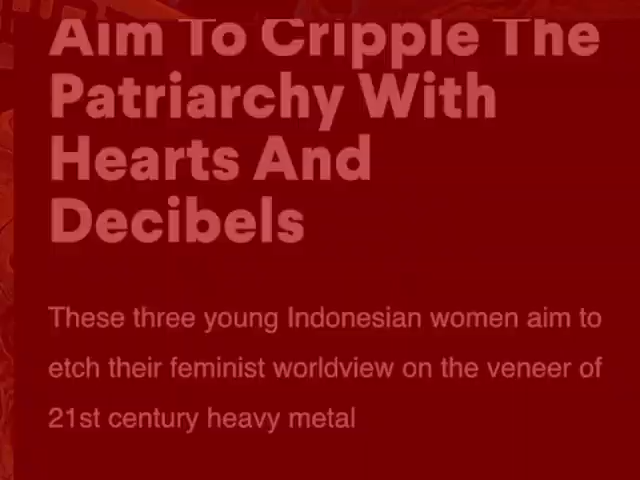 Aim To Cripple The
Patriarchy With
Hearts And
Decibels
These three young Indonesian women aim to
etch their feminist worldview on the veneer of
21st century heavy metal